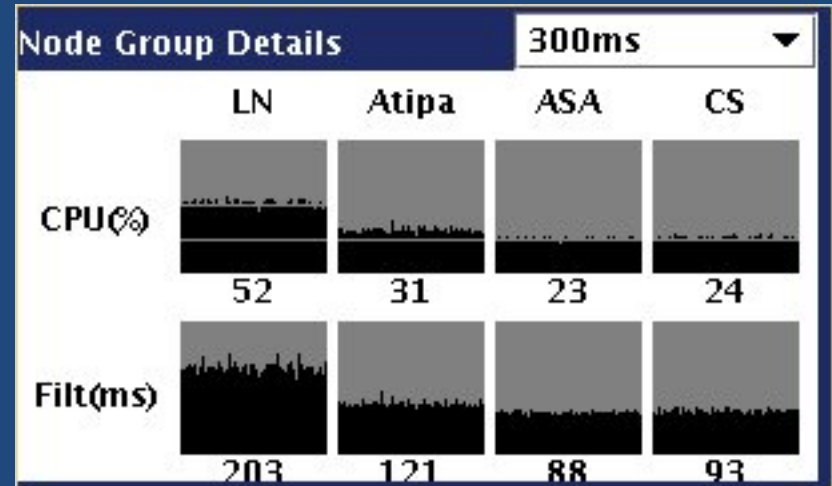 Node Group Details 300ms
LN Atipa ASA CS
CPU(%)
52 31 23 24
Filt(ms)
203 121 88 93